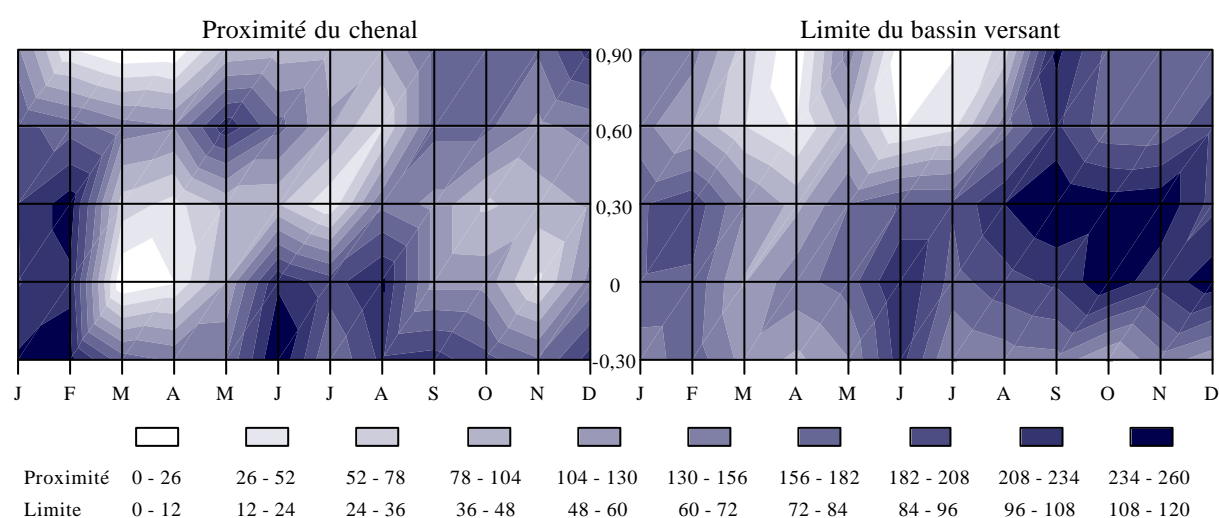 Proximité du chenal
Limite du bassin versant
0,90
0,60
0,30
0
-0,30
J F M A M J J A S O N D
J F M A M J J A S O N D
Proximité 0 - 26 26 - 52 52 - 78 78 - 104 104 - 130 130 - 156 156 - 182 182 - 208 208 - 234 234 - 260
Limite 0 - 12 12 - 24 24 - 36 36 - 48 48 - 60 60 - 72 72 - 84 84 - 96 96 - 108 108 - 120